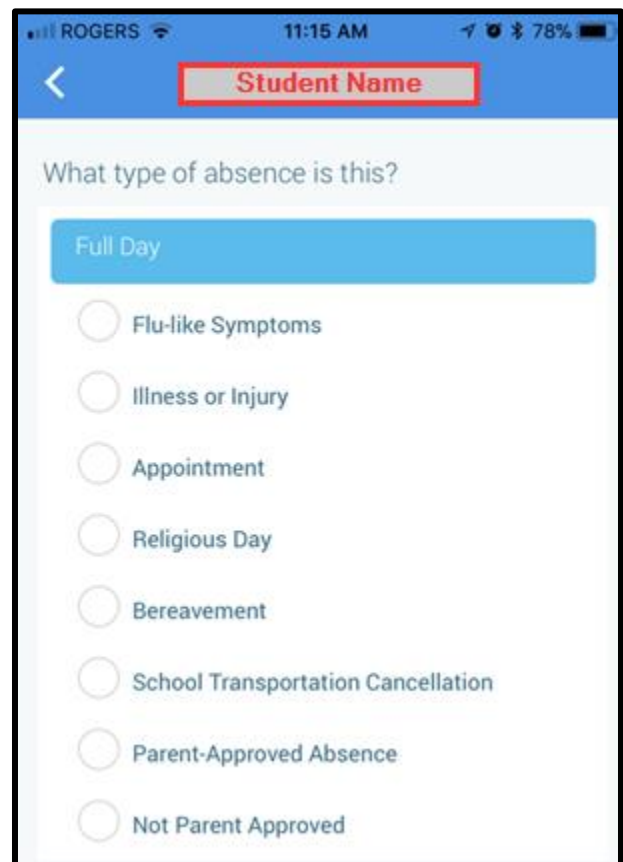 ROGERS 11:15 AM 78%
Student Name
What type of absence is this?
Full Day
Flu-like Symptoms
Illness or Injury
Appointment
Religious Day
Bereavement
School Transportation Cancellation
Parent-Approved Absence
Not Parent Approved